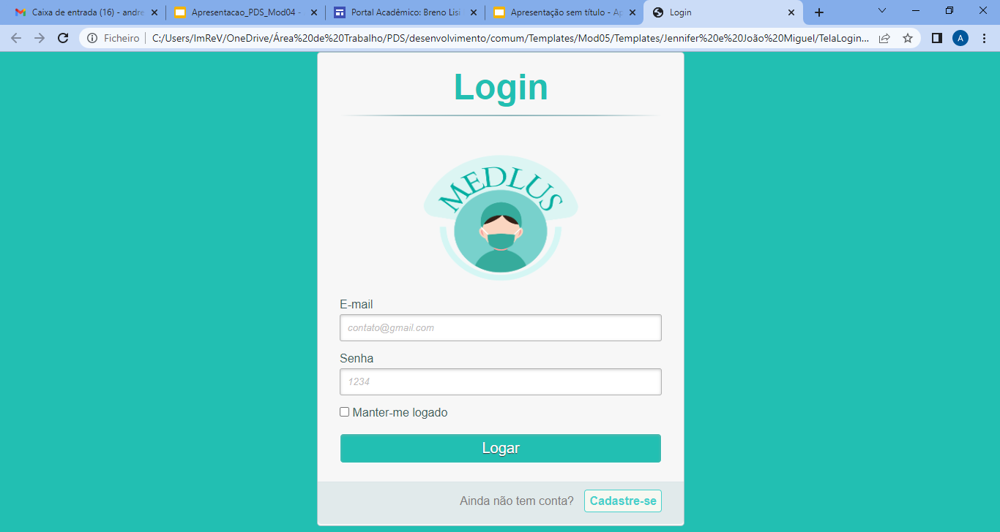 Caixa de entrada (16) - andre
Apresentacao_PDS_Mod04 -
Portal Acadêmico: Breno Lisi
Apresentação sem título - Ap
Login
Ficheiro
C:/Users/ImReV/OneDrive/Área%20de%20Trabalho/PDS/desenvolvimento/comum/Templates/Mod05/Templates/Jennifer%20e%20João%20Miguel/TelaLogin...
A
Login
MEDLUS
E-mail
contato@gmail.com
Senha
1234
Manter-me logado
Logar
Ainda não tem conta? Cadastre-se